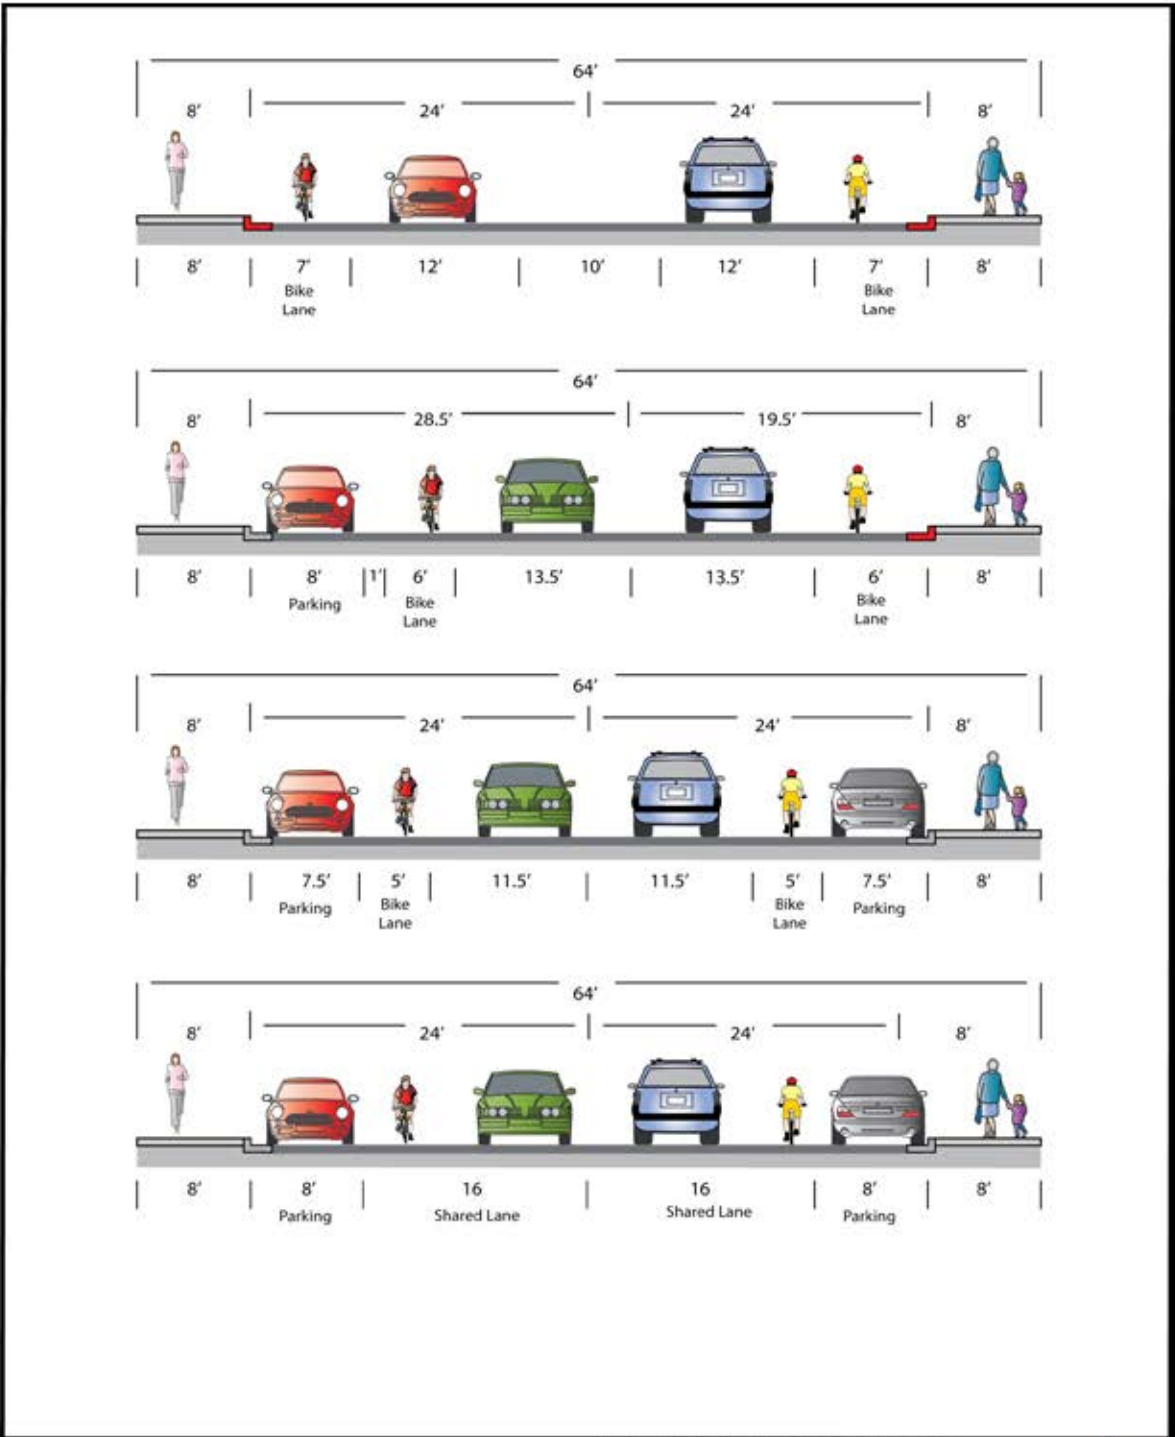 64’
8’ 24’ 24’ 8’
8’ 7’ 12’ 10’ 12’ 7’ 8’
Bike Bike
Lane Lane
64’
8’ 28.5’ 19.5’ 8’
8’ 8’ 1’ 6’ 13.5’ 13.5’ 6’ 8’
Parking Bike Bike
Lane Lane
64’
8’ 24’ 24’ 8’
8’ 7.5’ 5’ 11.5’ 11.5’ 5’ 7.5’ 8’
Parking Bike Bike Parking
Lane Lane
64’
8’ 24’ 24’ 8’
8’ 8’ 16 16 8’ 8’
Parking Shared Lane Shared Lane Parking